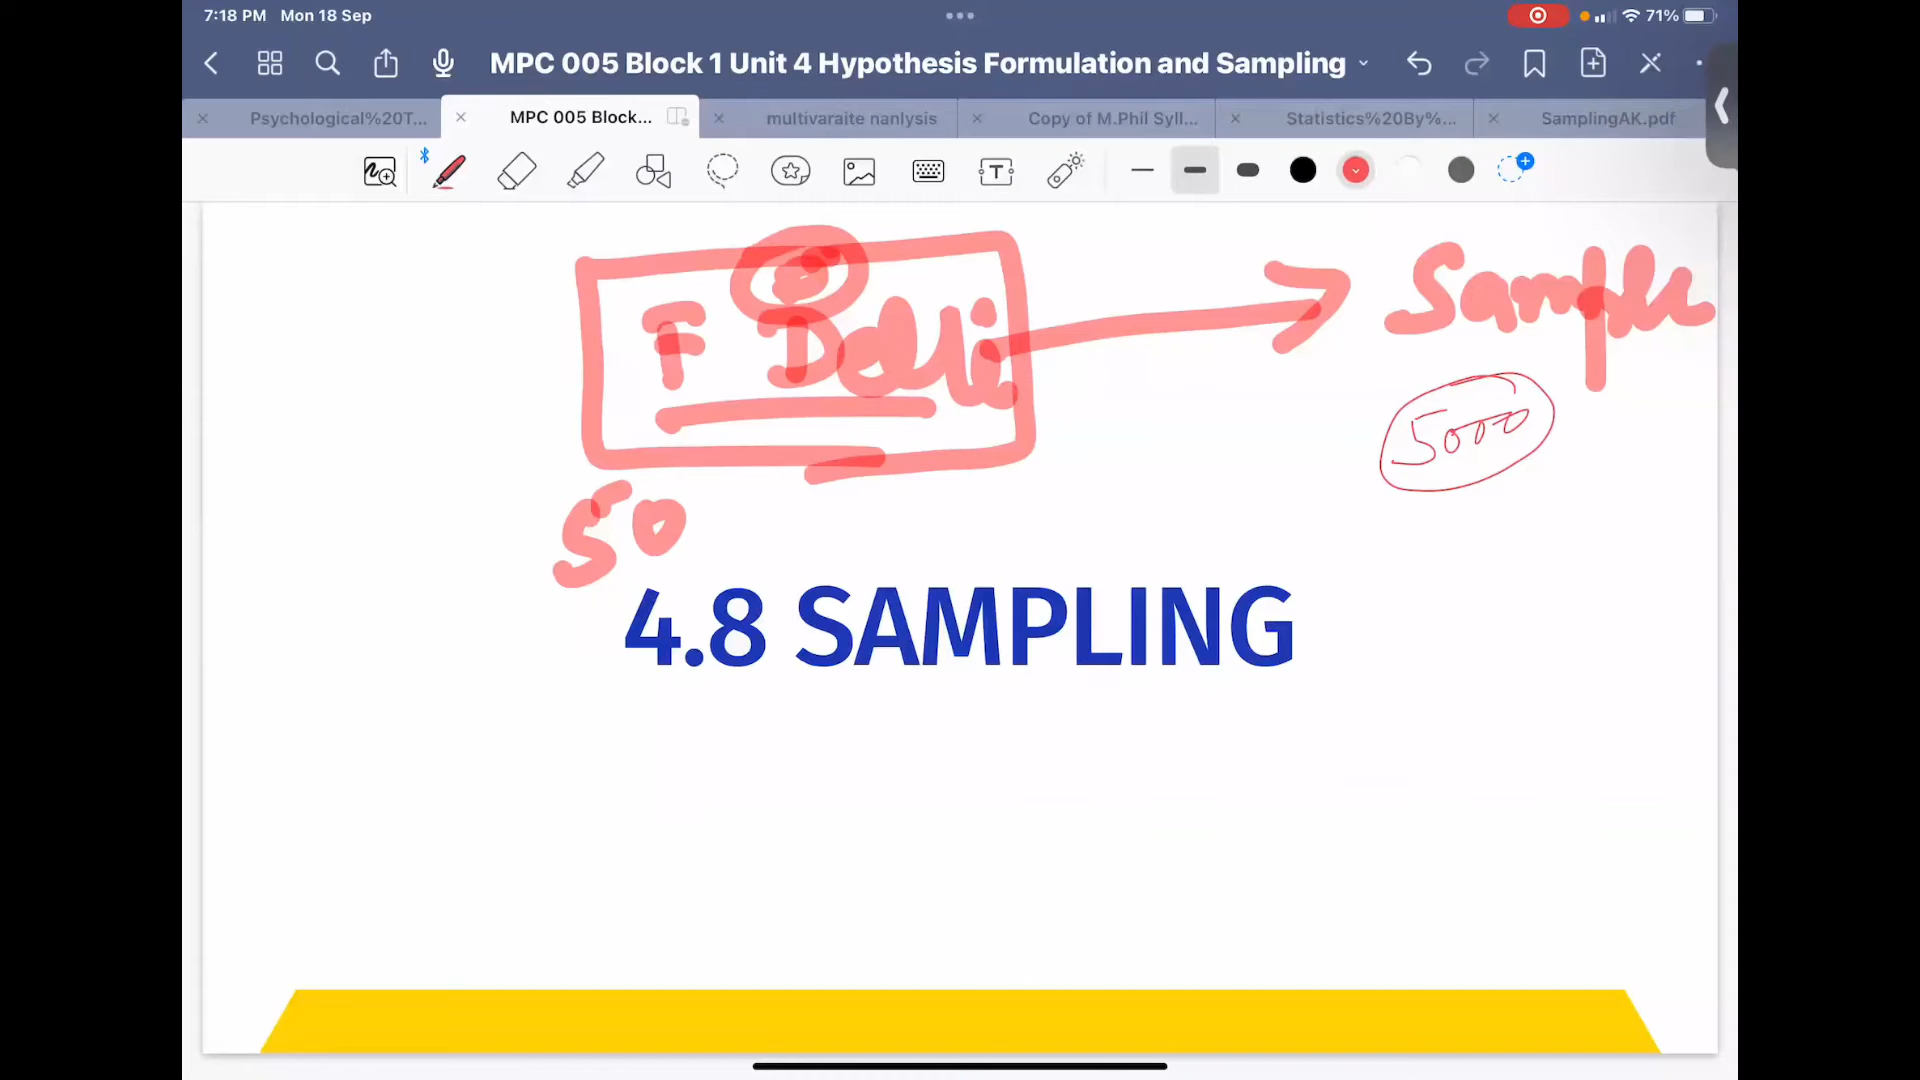 7:18 PM Mon 18 Sep
71%
MPC 005 Block 1 Unit 4 Hypothesis Formulation and Sampling
Psychological%20T...
MPC 005 Block...
multivaraite nanlysis
Copy of M.Phil Syll...
Statistics%20By%...
SamplingAK.pdf
T
F Delhi
Sample
5000
50
4.8 SAMPLING